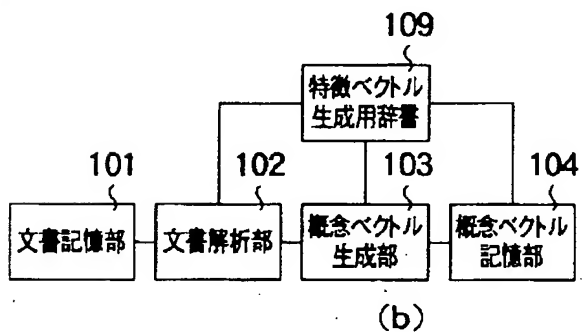 109
特徴ベクトル
生成用辞書
101
102
103
104
文書記憶部
文書解析部
概念ベクトル
生成部
概念ベクトル
記憶部
(b)